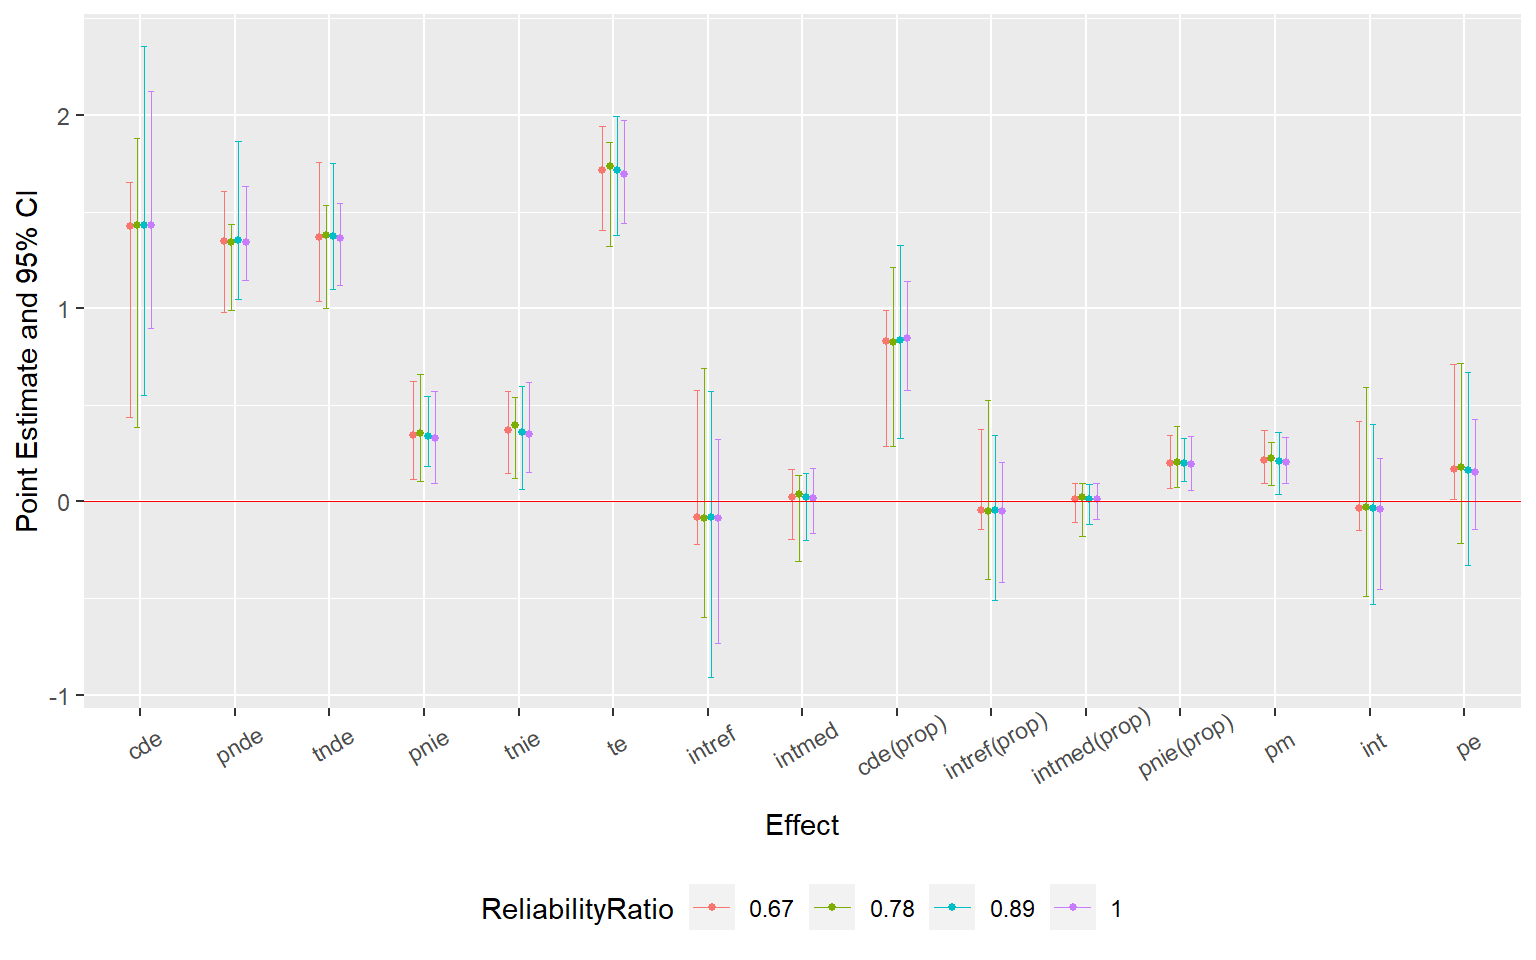 Point Estimate and 95% CI
2
1
0
-1
cde pnde tnde pnie tnie te intref intmed cde(prop) intref(prop) intmed(prop) pnie(prop) pm int pe
Effect
ReliabilityRatio 0.67 0.78 0.89 1